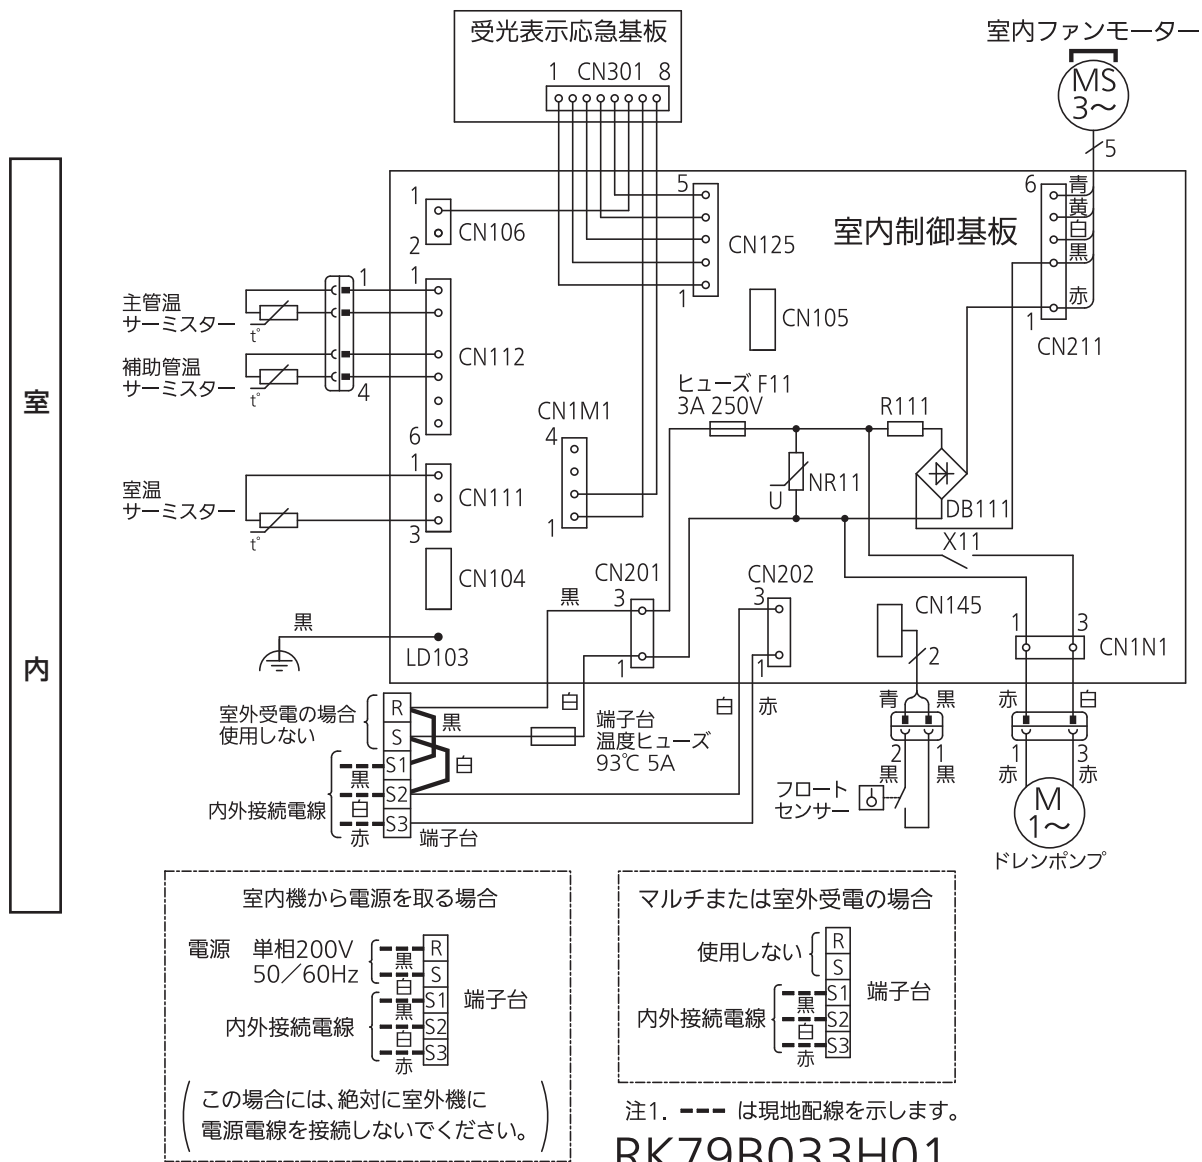 受光表示応急基板
1 CN301 8
室内ファンモーター
MS
3～
5
室
内
1
2
CN106
5
1
CN125
室内制御基板
6
青
黄
白
黒
赤
1
CN211
主管温
サーミスター
t°
補助管温
サーミスター
t°
1
4
1
6
CN112
CN105
ヒューズ F11
3A 250V
R111
CN1M1
4
1
NR11
U
DB111
X11
室温
サーミスター
t°
1
3
CN111
CN104
CN201
3
1
CN202
3
1
CN145
2
1
3
CN1N1
黒
黒
LD103
室外受電の場合
使用しない
R
S
S1
S2
S3
黒
白
白
端子台
温度ヒューズ
93℃ 5A
白
赤
内外接続電線
黒
白
赤
端子台
青
黒
2
1
黒
黒
フロート
センサー
赤
白
1
3
赤
赤
M
1～
ドレンポンプ
室内機から電源を取る場合
電源 単相200V
50／60Hz
黒
白
R
S
S1
S2
S3
端子台
内外接続電線
黒
白
赤
この場合には、絶対に室外機に
電源電線を接続しないでください。
マルチまたは室外受電の場合
使用しない
R
S
S1
S2
S3
端子台
内外接続電線
黒
白
赤
注1. --- は現地配線を示します。
RK79B033H01